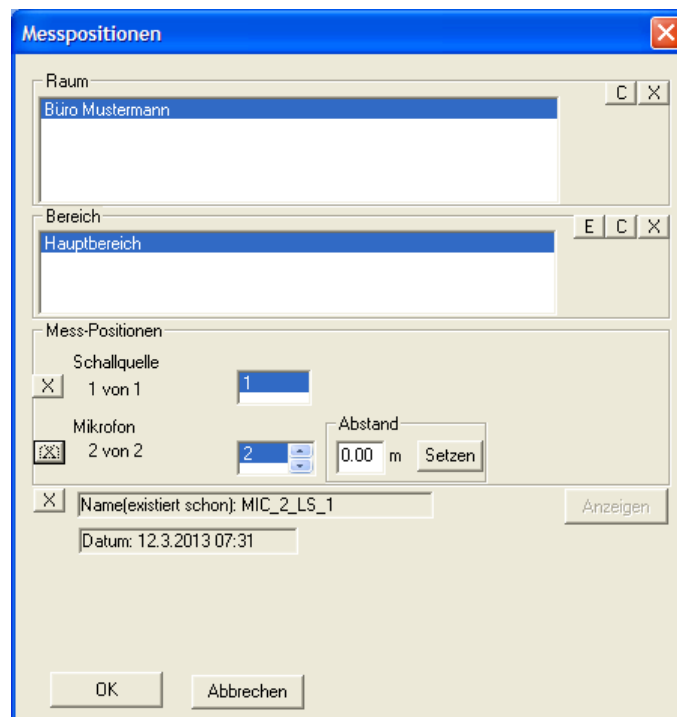 Messpositionen
Raum
C X
Büro Mustermann
Bereich
E C X
Hauptbereich
Mess-Positionen
Schallquelle
X 1 von 1 1
Mikrofon
(X) 2 von 2 2
Abstand
0.00 m Setzen
X Name(existiert schon): MIC_2_LS_1
Anzeigen
Datum: 12.3.2013 07:31
OK Abbrechen